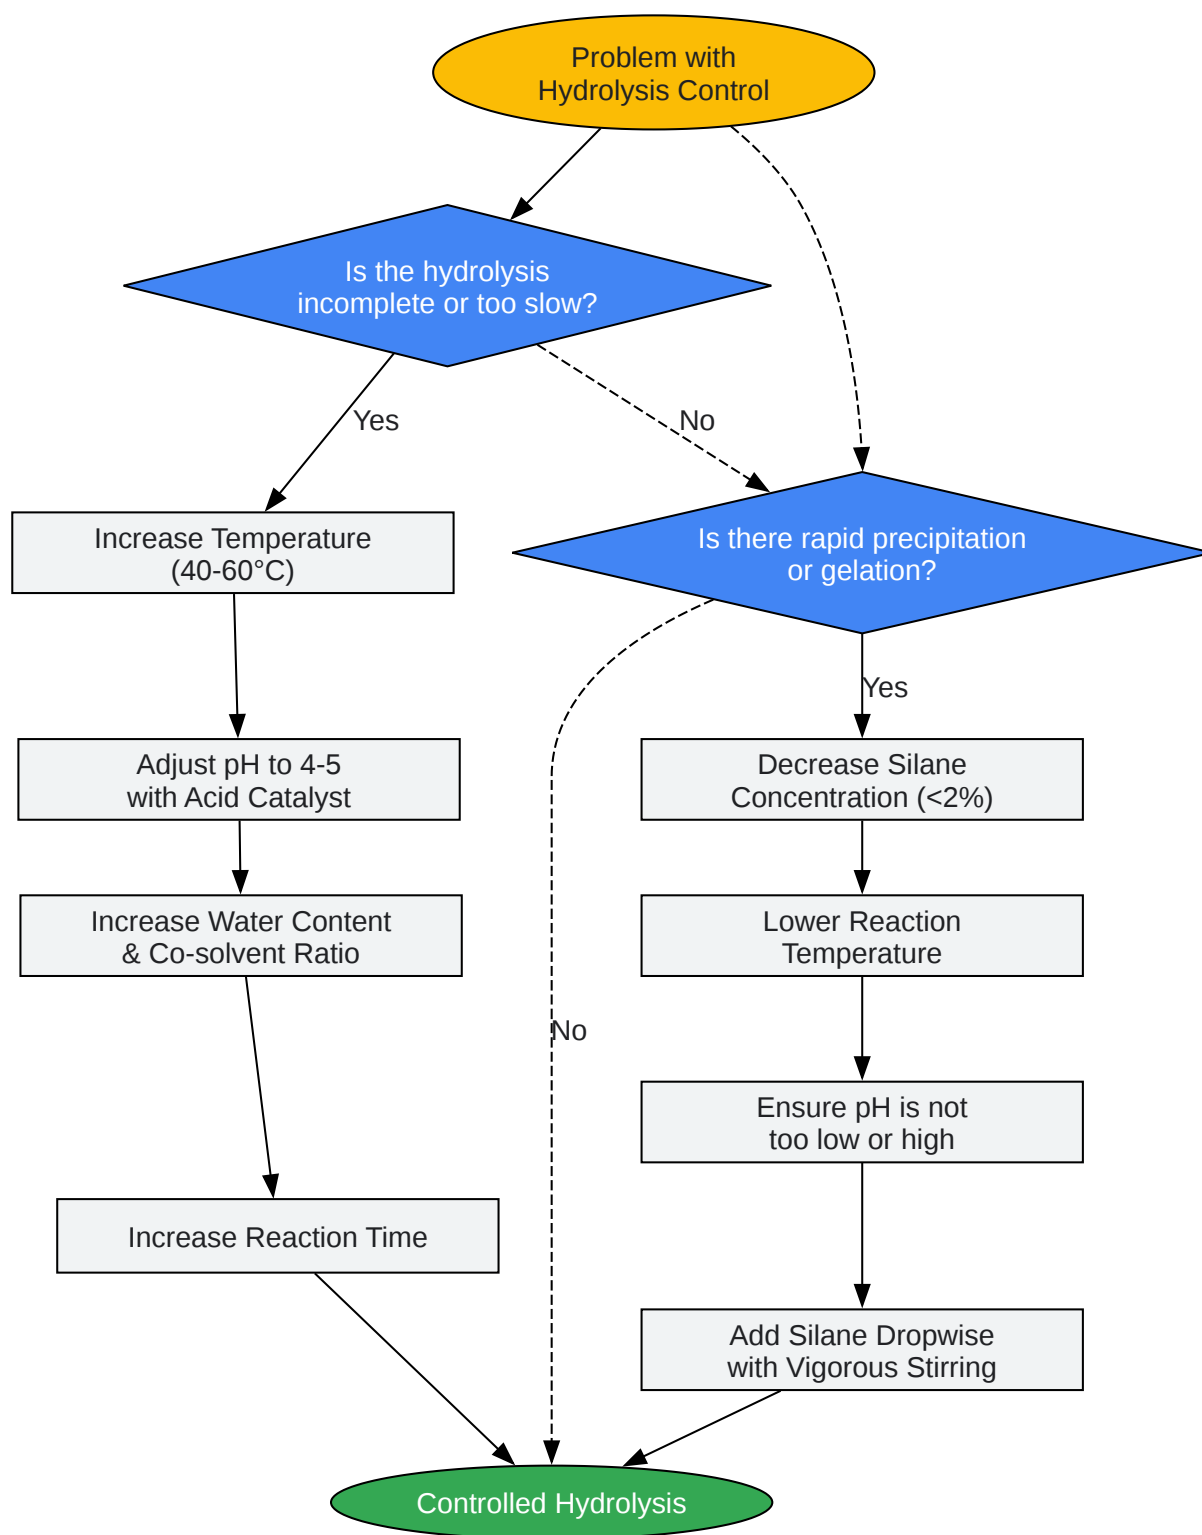 Problem with
Hydrolysis Control
Is the hydrolysis
incomplete or too slow?
Yes
No
Increase Temperature
(40-60°C)
Is there rapid precipitation
or gelation?
Yes
Adjust pH to 4-5
with Acid Catalyst
Decrease Silane
Concentration (<2%)
Increase Water Content
& Co-solvent Ratio
Lower Reaction
Temperature
No
Ensure pH is not
too low or high
Increase Reaction Time
Add Silane Dropwise
with Vigorous Stirring
Controlled Hydrolysis